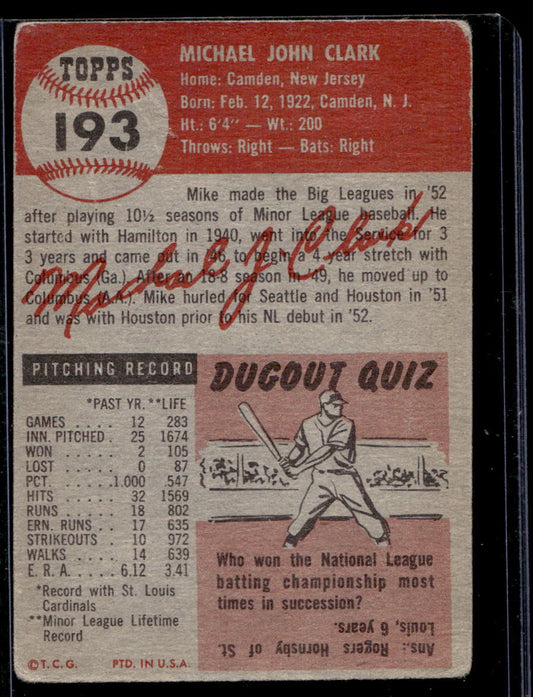 TOPPS
193
MICHAEL JOHN CLARK
Home: Camden, New Jersey
Born: Feb. 12, 1922, Camden, N. J.
Ht.: 6'4" — Wt.: 200
Throws: Right — Bats: Right
Mike made the Big Leagues in '52
after playing 10½ seasons of Minor League baseball. He
started with Hamilton in 1940, went into the Service for 3
3 years and came out in '46 to begin a 4 year stretch with
Columbus (Ga.) After an 18-8 season in '49, he moved up to
Columbus (A.A.). Mike hurled for Seattle and Houston in '51
and was with Houston prior to his NL debut in '52.
Michael J Clark
PITCHING RECORD
*PAST YR. **LIFE
GAMES 12 283
INN. PITCHED 25 1674
WON 2 105
LOST 0 87
PCT. 1.000 .547
HITS 32 1569
RUNS 18 802
ERN. RUNS 17 635
STRIKEOUTS 10 972
WALKS 14 639
E. R. A. 6.12 3.41
*Record with St. Louis
Cardinals
**Minor League Lifetime
Record
© T.C.G. PTD. IN U.S.A.
DUGOUT QUIZ
Who won the National League
batting championship most
times in succession?
Ans.: Rogers Hornsby of St.
Louis, 6 years.